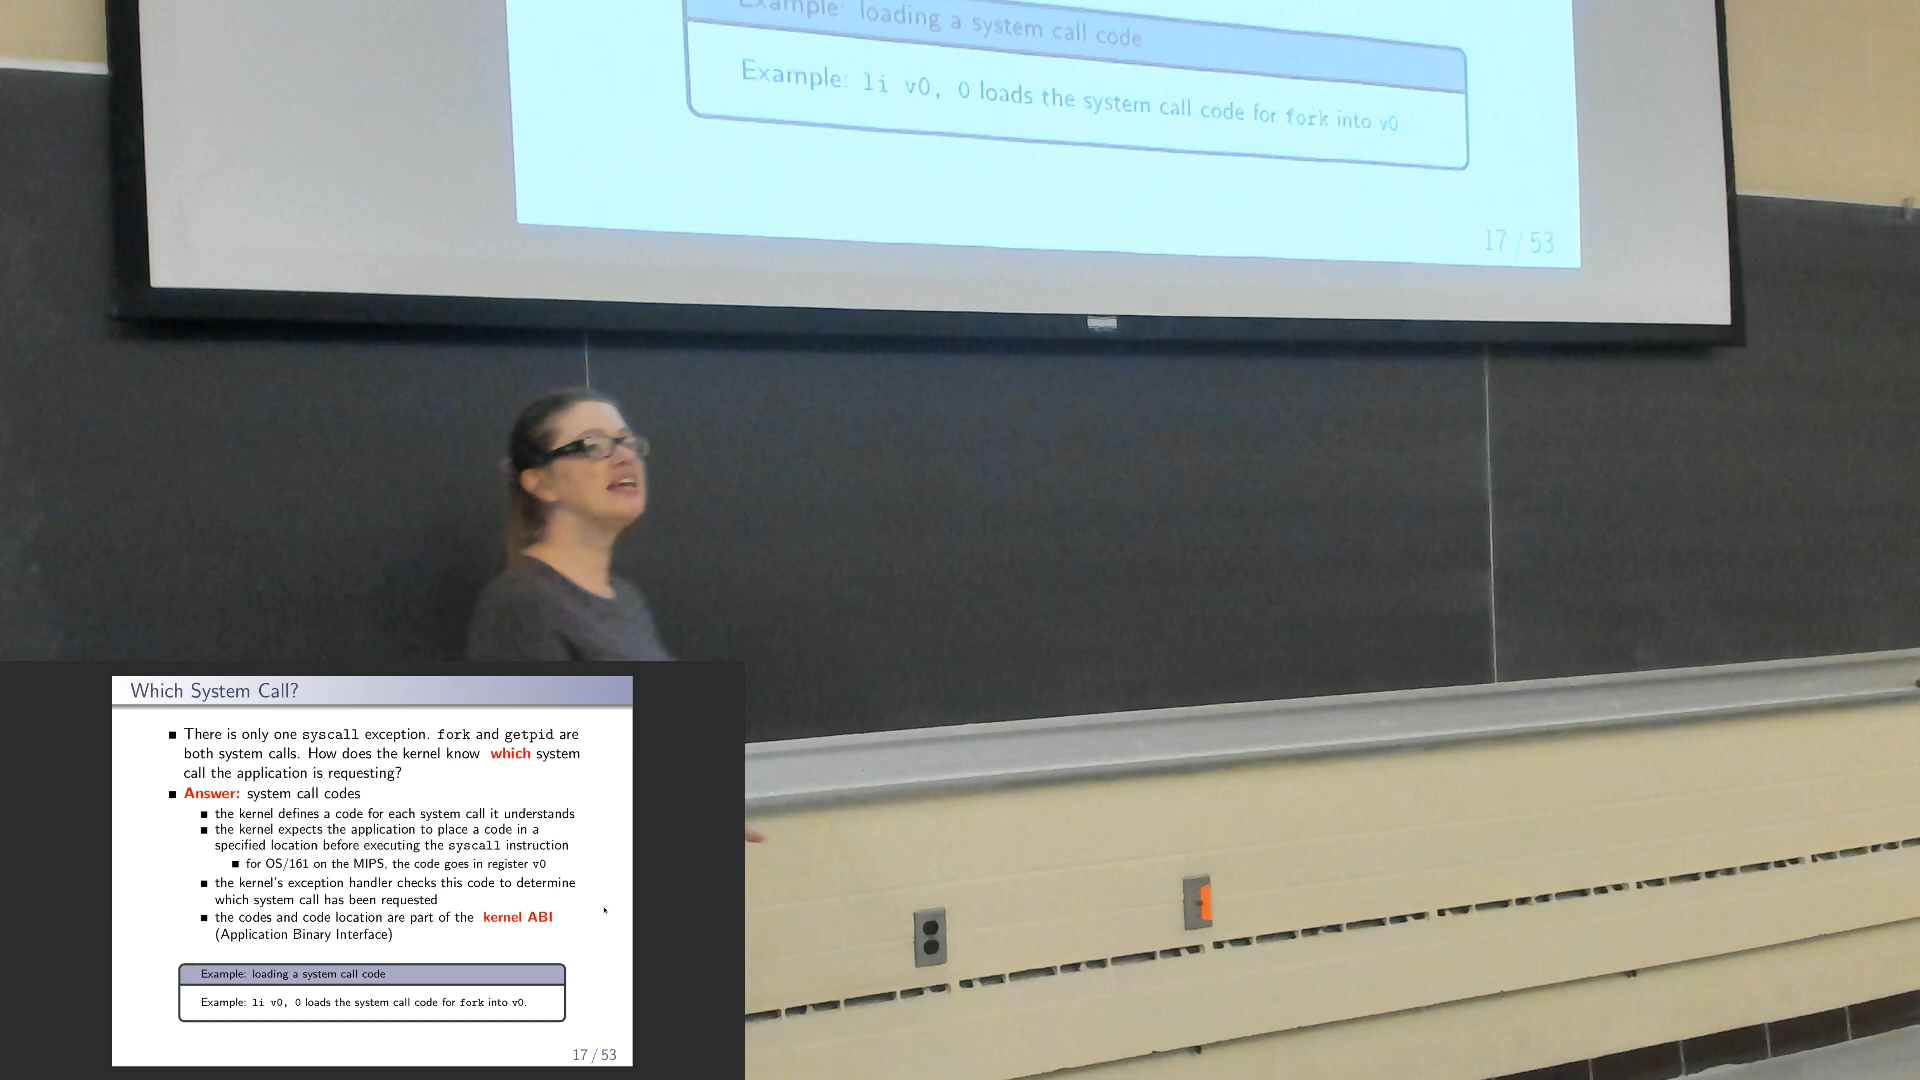 Example: loading a system call code
Example: li v0, 0 loads the system call code for fork into v0
17 / 53
Which System Call?
■ There is only one syscall exception. fork and getpid are
both system calls. How does the kernel know which system
call the application is requesting?
■ Answer: system call codes
■ the kernel defines a code for each system call it understands
■ the kernel expects the application to place a code in a
specified location before executing the syscall instruction
■ for OS/161 on the MIPS, the code goes in register v0
■ the kernel's exception handler checks this code to determine
which system call has been requested
■ the codes and code location are part of the kernel ABI
(Application Binary Interface)
Example: loading a system call code
Example: li v0, 0 loads the system call code for fork into v0.
17 / 53